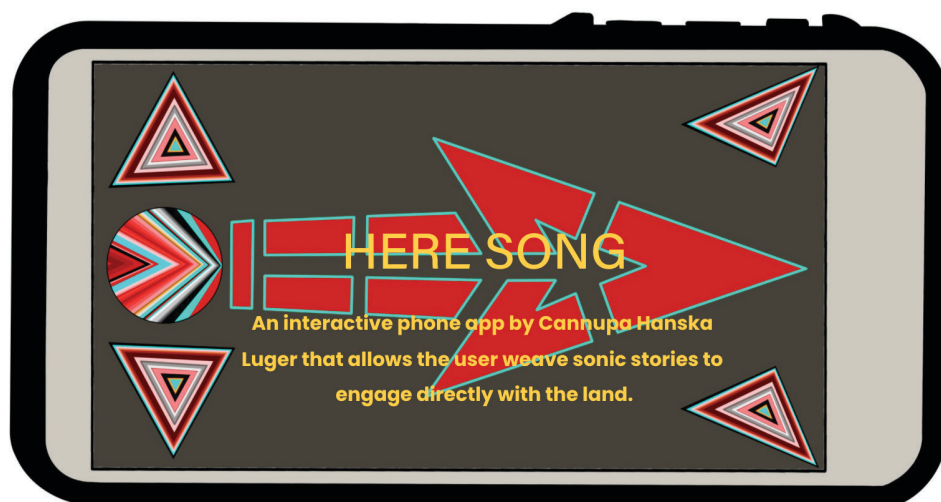 HERE SONG
An interactive phone app by Cannupa Hanska
Luger that allows the user weave sonic stories to
engage directly with the land.